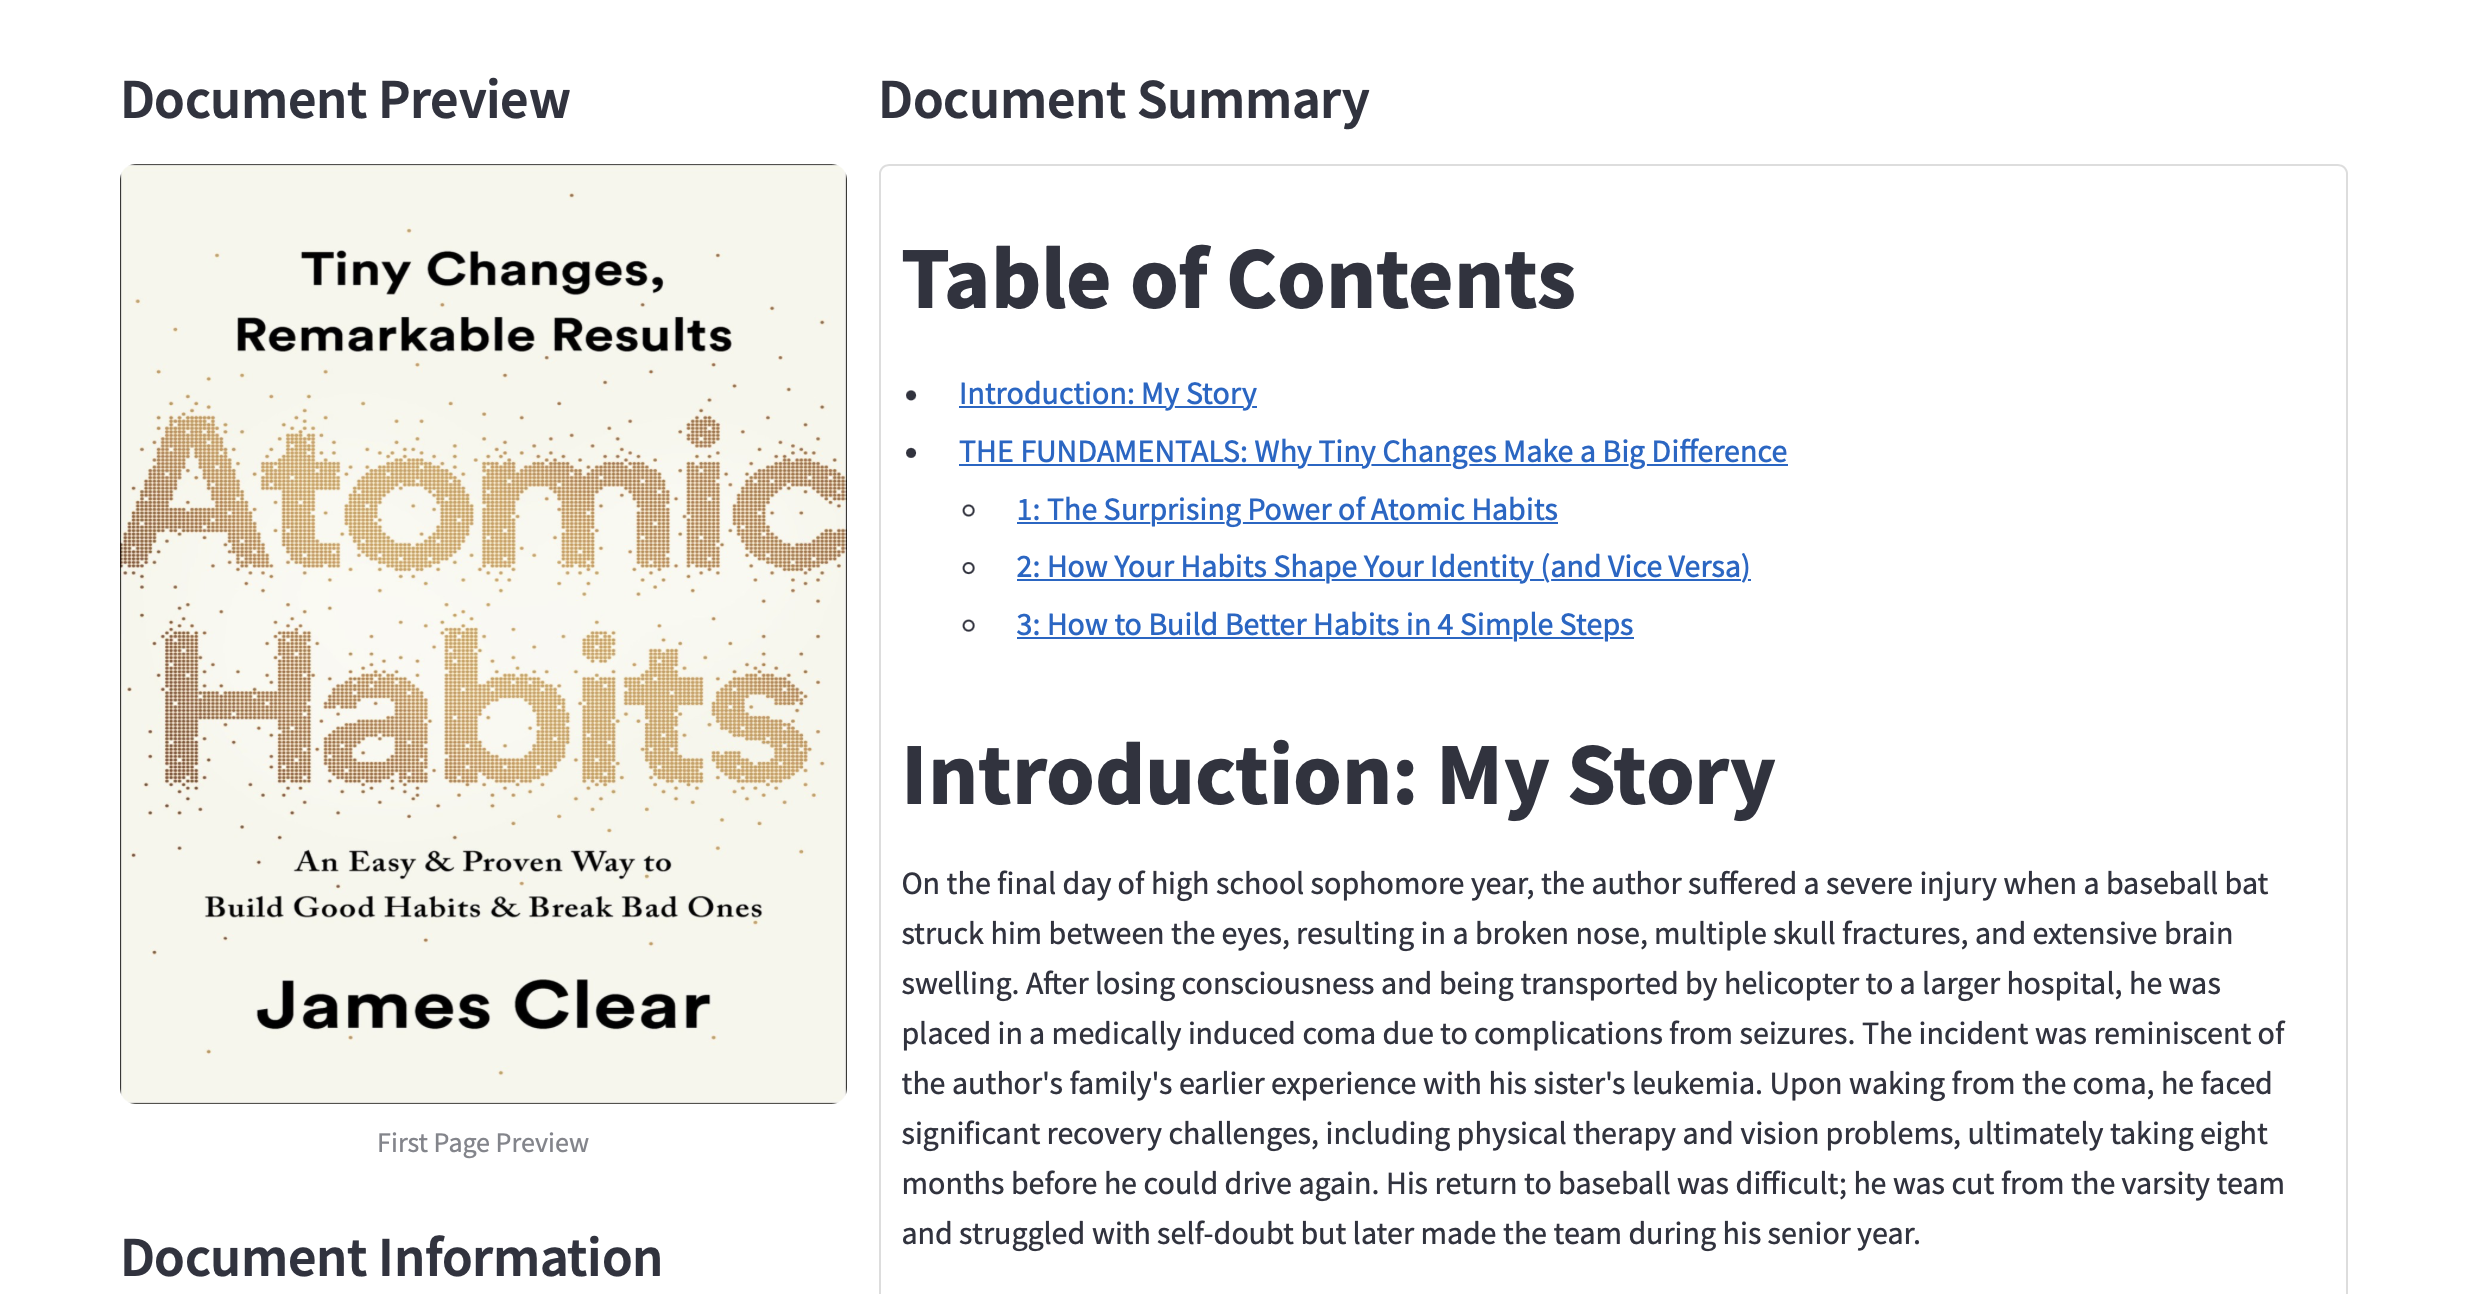 Document Preview
Tiny Changes,
Remarkable Results
Atomic
Habits
An Easy & Proven Way to
Build Good Habits & Break Bad Ones
James Clear
First Page Preview
Document Information
Document Summary
Table of Contents
Introduction: My Story
THE FUNDAMENTALS: Why Tiny Changes Make a Big Difference
1: The Surprising Power of Atomic Habits
2: How Your Habits Shape Your Identity (and Vice Versa)
3: How to Build Better Habits in 4 Simple Steps
Introduction: My Story
On the final day of high school sophomore year, the author suffered a severe injury when a baseball bat
struck him between the eyes, resulting in a broken nose, multiple skull fractures, and extensive brain
swelling. After losing consciousness and being transported by helicopter to a larger hospital, he was
placed in a medically induced coma due to complications from seizures. The incident was reminiscent of
the author's family's earlier experience with his sister's leukemia. Upon waking from the coma, he faced
significant recovery challenges, including physical therapy and vision problems, ultimately taking eight
months before he could drive again. His return to baseball was difficult; he was cut from the varsity team
and struggled with self-doubt but later made the team during his senior year.